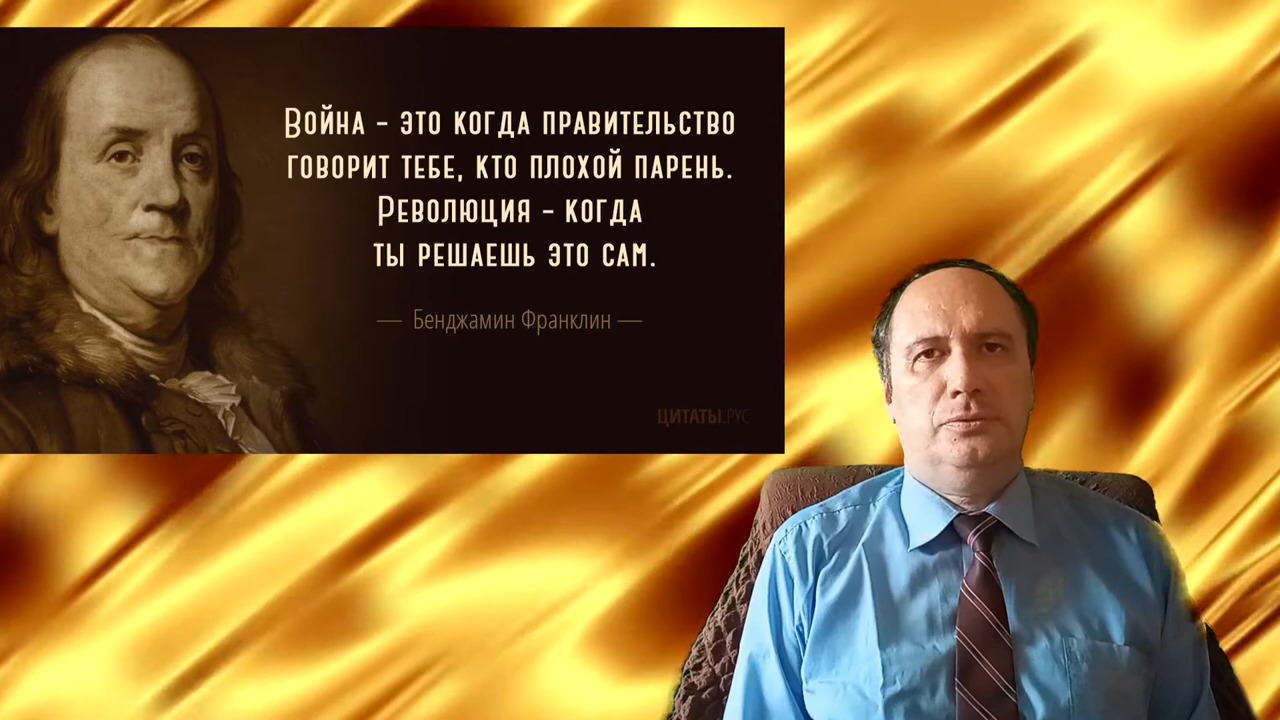 Война – это когда правительство
говорит тебе, кто плохой парень.
Революция – когда
ты решаешь это сам.
— Бенджамин Франклин —
ЦИТАТЫ.РУС